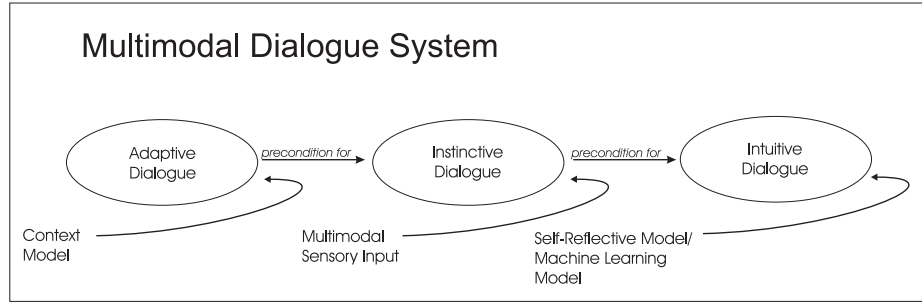 Multimodal Dialogue System
Adaptive
Dialogue
precondition for
Instinctive
Dialogue
precondition for
Intuitive
Dialogue
Context
Model
Multimodal
Sensory Input
Self-Reflective Model/
Machine Learning
Model